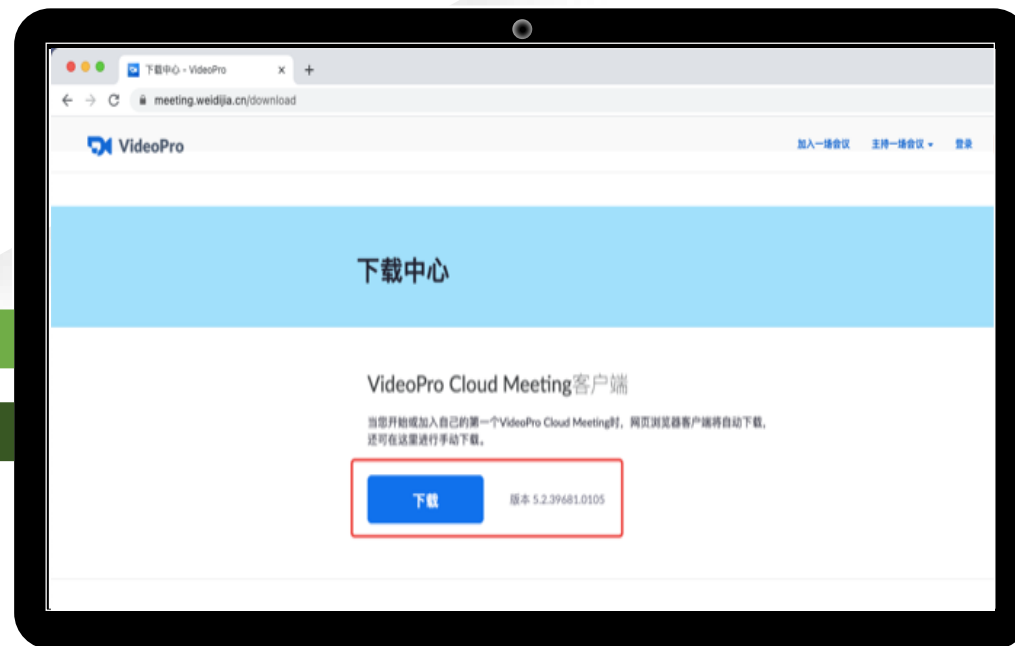 下载中心 - VideoPro
meeting.weidijia.cn/download
VideoPro
加入一场会议 主持一场会议 登录
下载中心
VideoPro Cloud Meeting客户端
当您开始或加入自己的第一个VideoPro Cloud Meeting时，网页浏览器客户端将自动下载，
还可在这里进行手动下载。
下载 版本 5.2.39681.0105